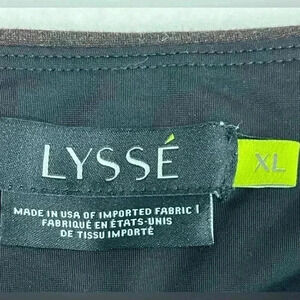 LYSSÉ
XL
MADE IN USA OF IMPORTED FABRIC |
FABRIQUÉ EN ÉTATS-UNIS
DE TISSU IMPORTÉ